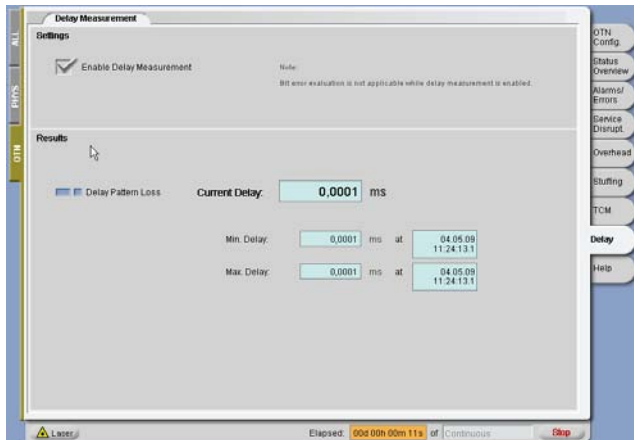 Delay Measurement
Settings
Enable Delay Measurement
Note:
Bit error evaluation is not applicable while delay measurement is enabled.
Results
Delay Pattern Loss
Current Delay: 0,0001 ms
Min. Delay: 0,0001 ms at 04.05.09
11:24:13.1
Max. Delay: 0,0001 ms at 04.05.09
11:24:13.1
ALL
PHYS
OTN
OTN
Config.
Status
Overview
Alarms/
Errors
Service
Disrupt.
Overhead
Stuffing
TCM
Delay
Help
Laser
Elapsed: 00d 00h 00m 11s of Continuous
Stop